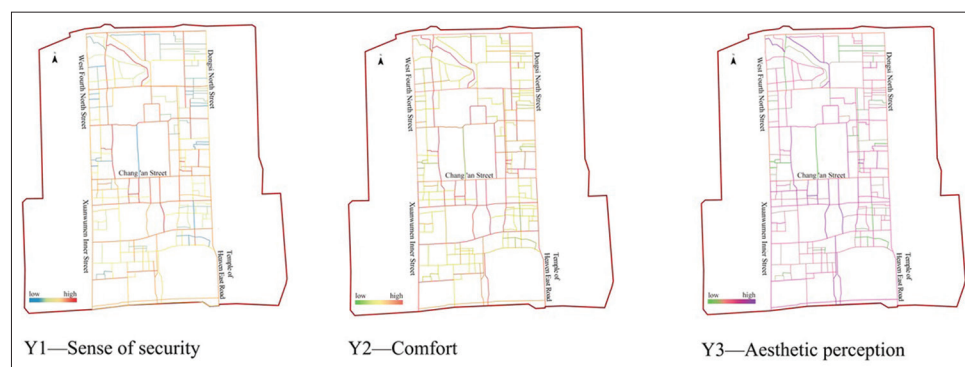 West Fourth North Street
Dongsi North Street
Chang'an Street
Xuanwumen Inner Street
Temple of
Heaven East Road
low high
Y1—Sense of security
West Fourth North Street
Dongsi North Street
Chang'an Street
Xuanwumen Inner Street
Temple of
Heaven East Road
low high
Y2—Comfort
West Fourth North Street
Dongsi North Street
Chang'an Street
Xuanwumen Inner Street
Temple of
Heaven East Road
low high
Y3—Aesthetic perception